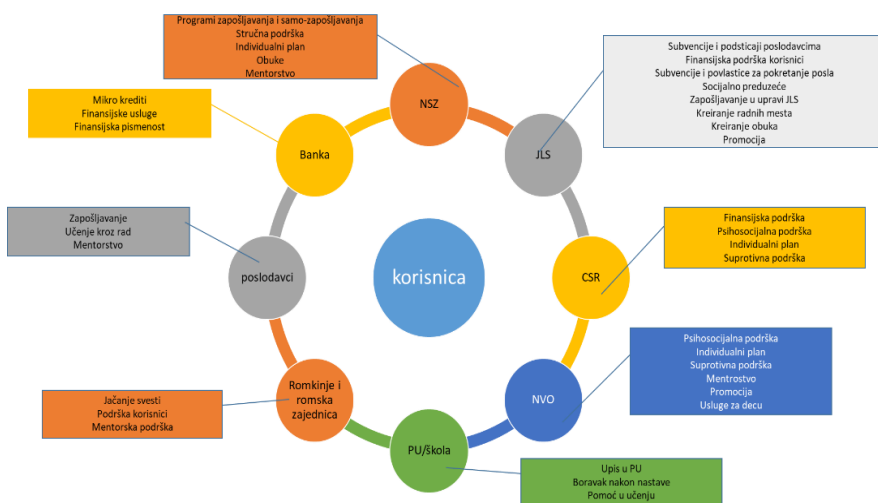 Programi zapošljavanja i samo-zapošljavanja
Stručna podrška
Individualni plan
Obuke
Mentorstvo
NSZ
Subvencije i podsticaji poslodavcima
Finansijska podrška korisnici
Subvencije i povlastice za pokretanje posla
Socijalno preduzeće
Zapošljavanje u upravi JLS
Kreiranje radnih mesta
Kreiranje obuka
Promocija
JLS
Mikro krediti
Finansijske usluge
Finansijska pismenost
Banka
Zapošljavanje
Učenje kroz rad
Mentorstvo
poslodavci
korisnica
Finansijska podrška
Psihosocijalna podrška
Individualni plan
Suprotivna podrška
CSR
Psihosocijalna podrška
Individualni plan
Suprotivna podrška
Mentrostvo
Promocija
Usluge za decu
NVO
Jačanje svesti
Podrška korisnici
Mentorska podrška
Romkinje i
romska
zajednica
PU/škola
Upis u PU
Boravak nakon nastave
Pomoć u učenju